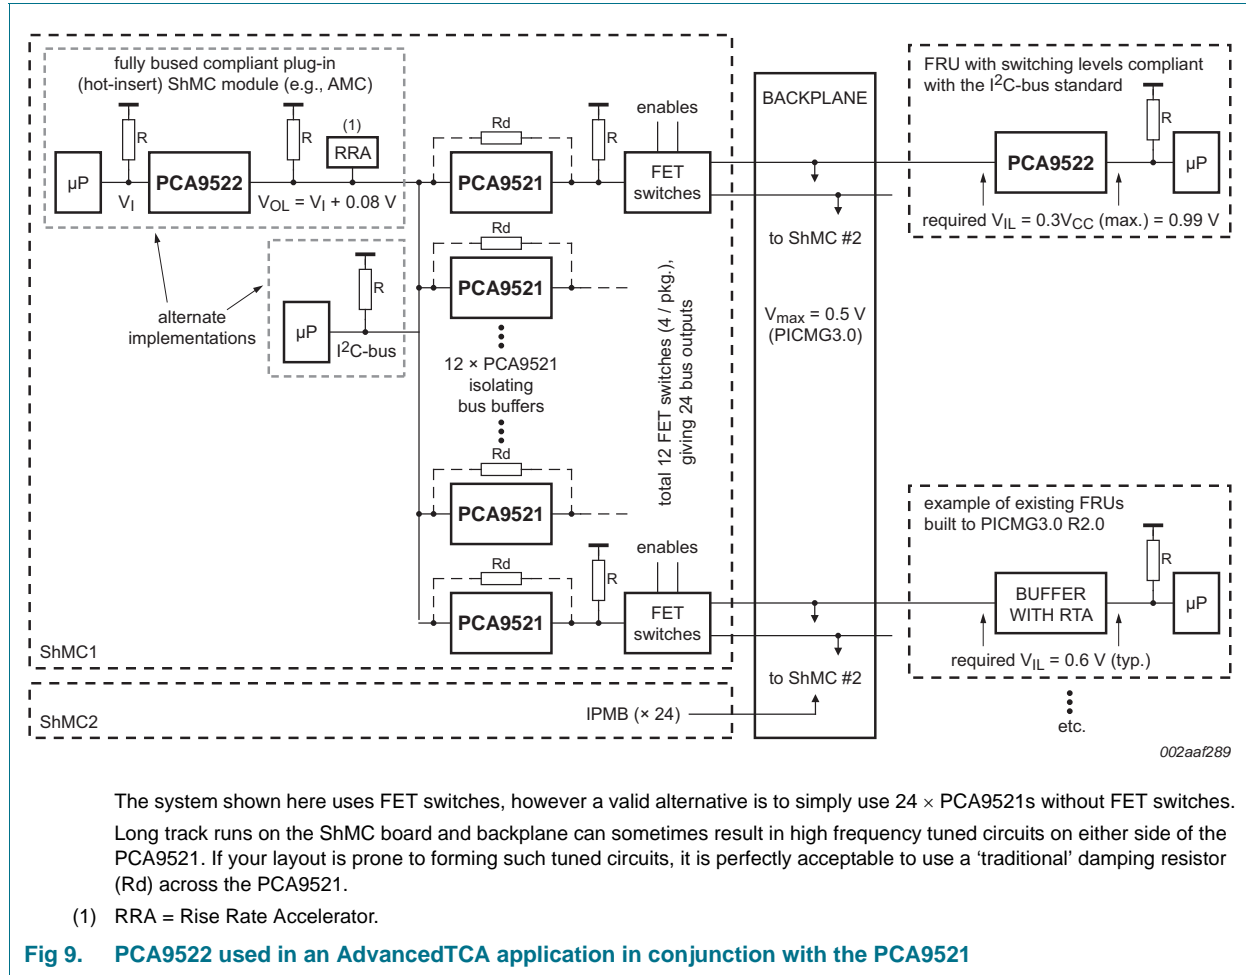 fully bused compliant plug-in
(hot-insert) ShMC module (e.g., AMC)
R
R
(1)
RRA
µP
PCA9522
VI
VOL = VI + 0.08 V
alternate
implementations
R
µP
I2C-bus
Rd
PCA9521
R
enables
FET
switches
Rd
PCA9521
12 × PCA9521
isolating
bus buffers
total 12 FET switches (4 / pkg.),
giving 24 bus outputs
Rd
PCA9521
Rd
PCA9521
R
enables
FET
switches
ShMC1
ShMC2
IPMB (× 24)
BACKPLANE
to ShMC #2
Vmax = 0.5 V
(PICMG3.0)
to ShMC #2
FRU with switching levels compliant
with the I2C-bus standard
R
PCA9522
µP
required VIL = 0.3VCC (max.) = 0.99 V
example of existing FRUs
built to PICMG3.0 R2.0
R
BUFFER
WITH RTA
µP
required VIL = 0.6 V (typ.)
etc.
002aaf289
The system shown here uses FET switches, however a valid alternative is to simply use 24 × PCA9521s without FET switches.
Long track runs on the ShMC board and backplane can sometimes result in high frequency tuned circuits on either side of the
PCA9521. If your layout is prone to forming such tuned circuits, it is perfectly acceptable to use a ‘traditional’ damping resistor
(Rd) across the PCA9521.
(1) RRA = Rise Rate Accelerator.
Fig 9. PCA9522 used in an AdvancedTCA application in conjunction with the PCA9521